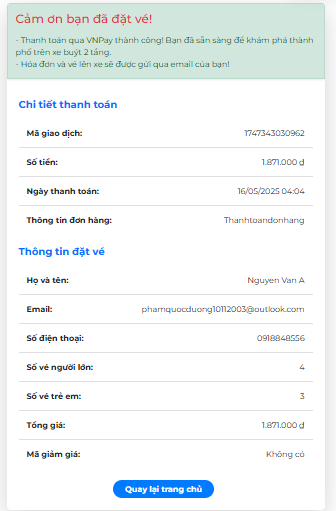 Cảm ơn bạn đã đặt vé!
- Thanh toán qua VNPay thành công! Bạn đã sẵn sàng để khám phá thành
phố trên xe buýt 2 tầng.
- Hóa đơn và vé lên xe sẽ được gửi qua email của bạn!
Chi tiết thanh toán
Mã giao dịch: 1747343030962
Số tiền: 1.871.000 ₫
Ngày thanh toán: 16/05/2025 04:04
Thông tin đơn hàng: Thanhtoandonhang
Thông tin đặt vé
Họ và tên: Nguyen Van A
Email: phamquocduong10112003@outlook.com
Số điện thoại: 0918848556
Số vé người lớn: 4
Số vé trẻ em: 3
Tổng giá: 1.871.000 ₫
Mã giảm giá: Không có
Quay lại trang chủ